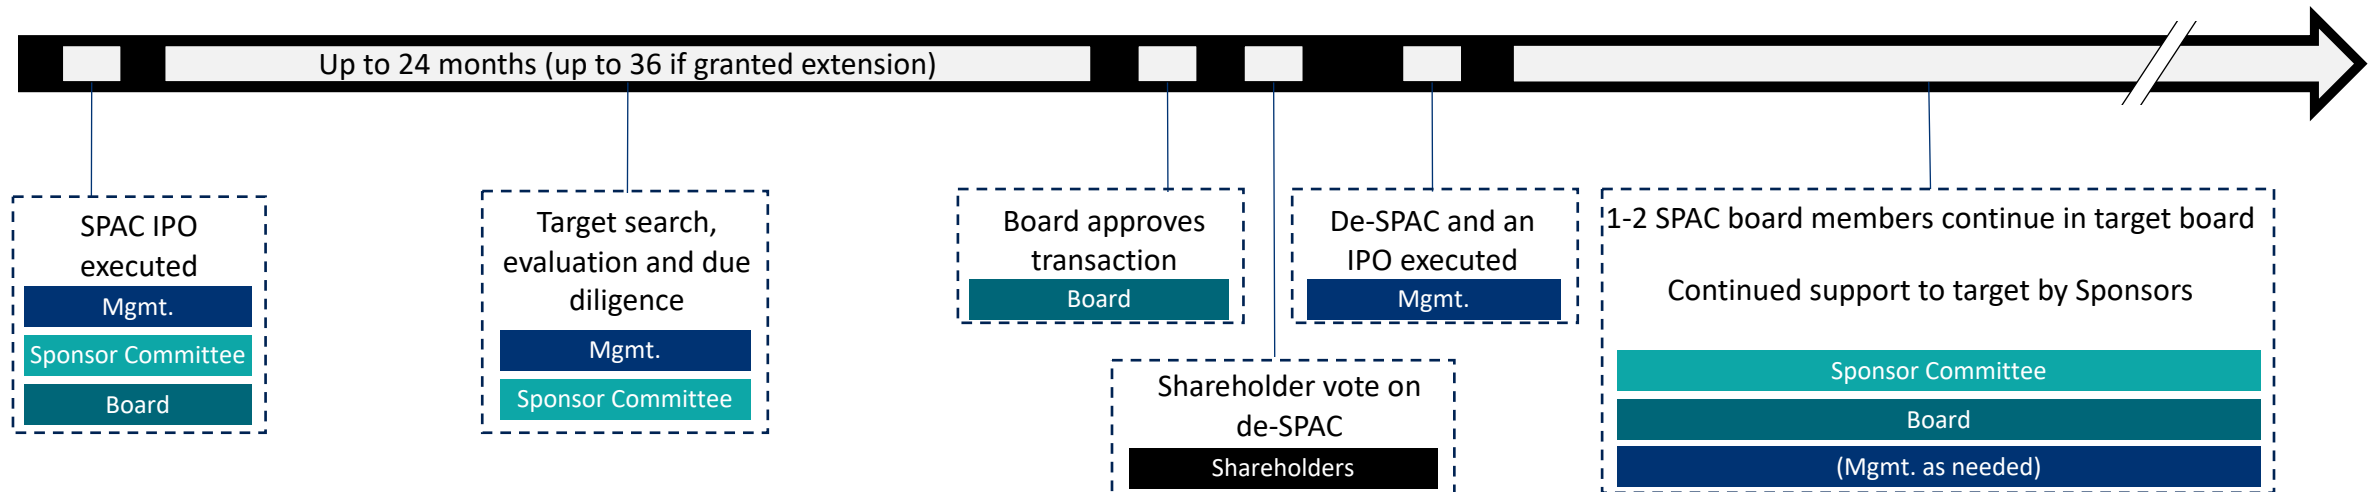 Up to 24 months (up to 36 if granted extension)
SPAC IPO
executed
Mgmt.
Sponsor Committee
Board
Target search,
evaluation and due
diligence
Mgmt.
Sponsor Committee
Board approves
transaction
Board
Shareholder vote on
de-SPAC
Shareholders
De-SPAC and an
IPO executed
Mgmt.
1-2 SPAC board members continue in target board
Continued support to target by Sponsors
Sponsor Committee
Board
(Mgmt. as needed)